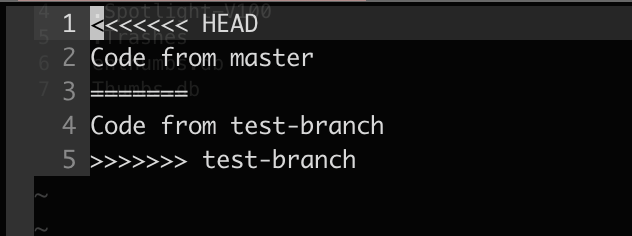 1 <<<<<<< HEAD
2 Code from master
3 =======
4 Code from test-branch
5 >>>>>>> test-branch
~
~